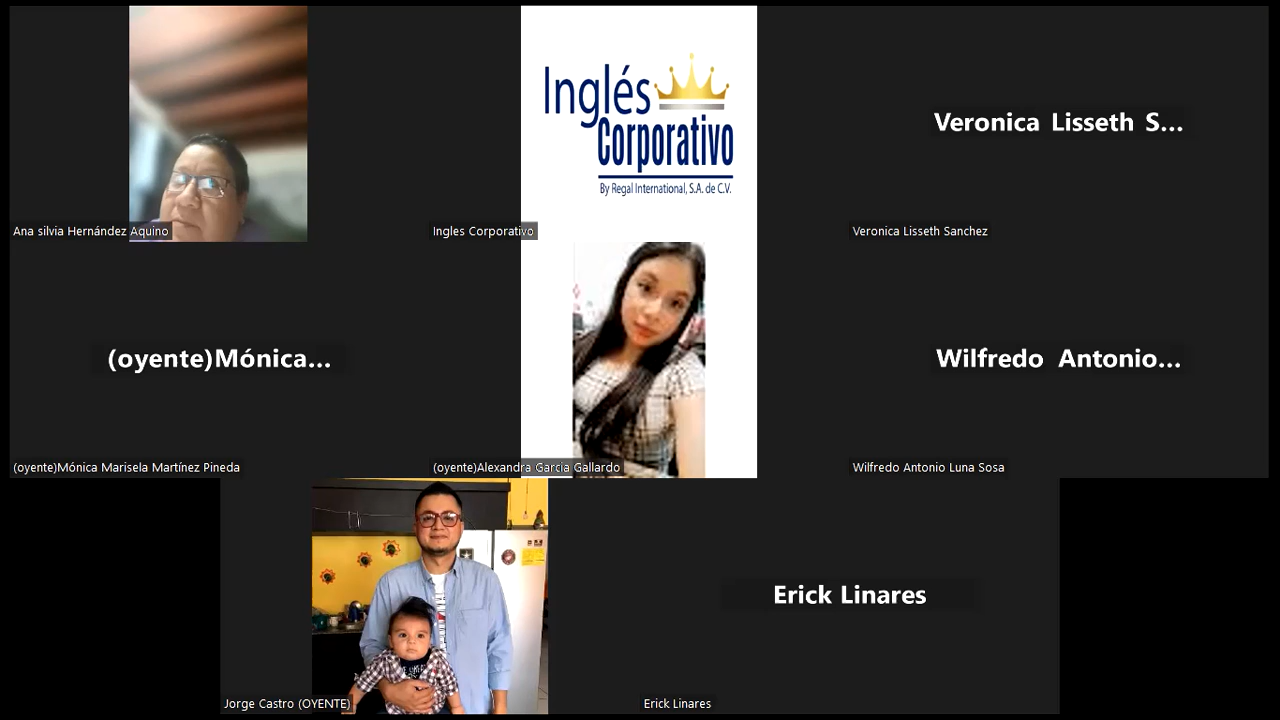 Inglés
Corporativo
By Regal International, S.A. de C.V.
Veronica Lisseth S...
Ana silvia Hernández Aquino
Ingles Corporativo
Veronica Lisseth Sanchez
(oyente)Mónica...
Wilfredo Antonio...
(oyente)Mónica Marisela Martínez Pineda
(oyente)Alexandra Garcia Gallardo
Wilfredo Antonio Luna Sosa
Erick Linares
Jorge Castro (OYENTE)
Erick Linares